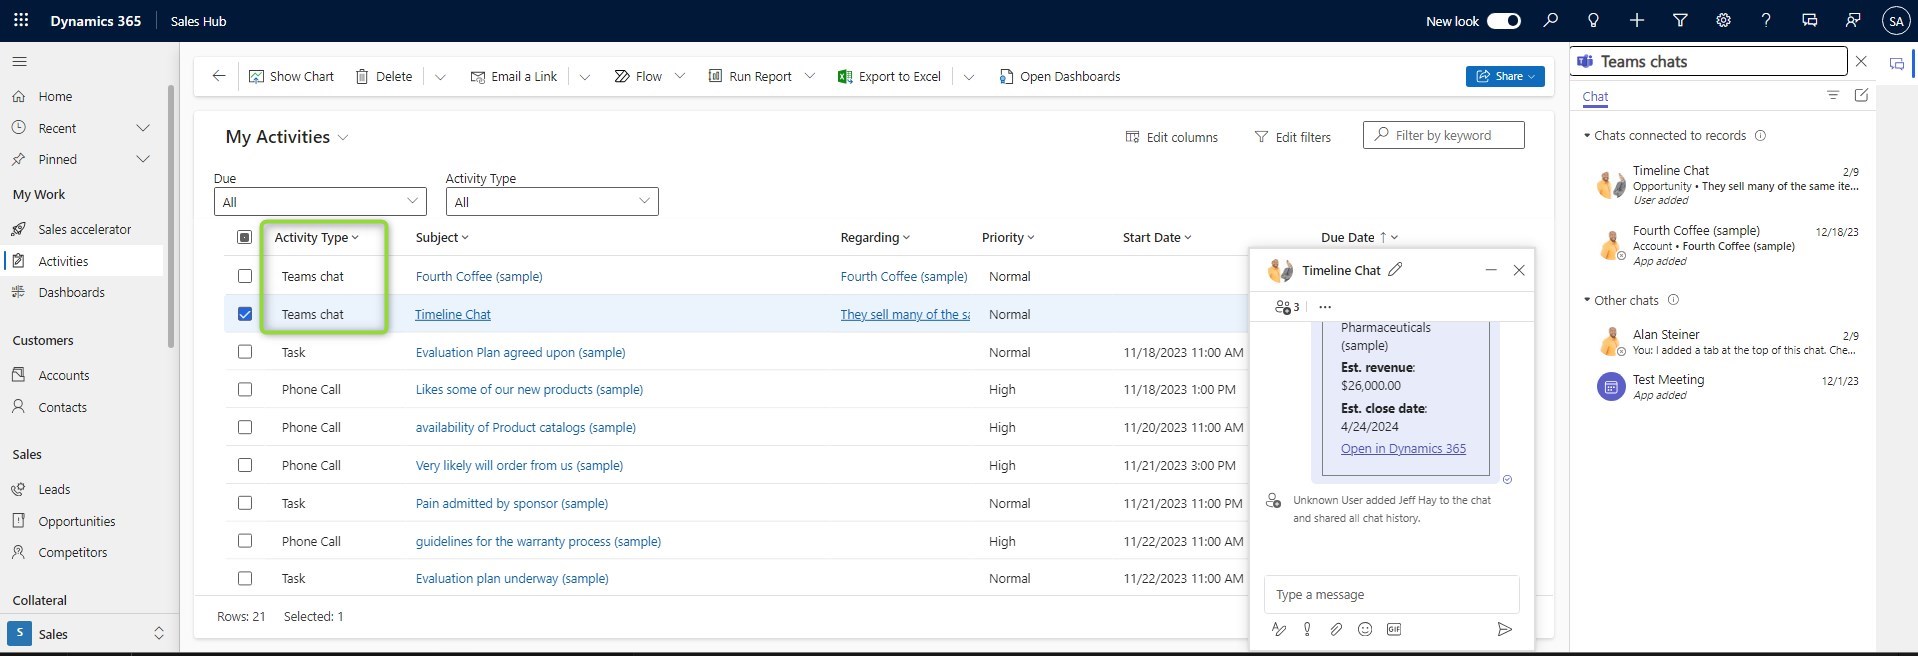 Dynamics 365 Sales Hub New look SA
Show Chart Delete Email a Link Flow Run Report Export to Excel Open Dashboards Share
Home
Recent
Pinned
My Work
Sales accelerator
Activities
Dashboards
Customers
Accounts
Contacts
Sales
Leads
Opportunities
Competitors
Collateral
S Sales
My Activities
Edit columns Edit filters Filter by keyword
Due Activity Type
All All
Activity Type Subject Regarding Priority Start Date Due Date ↑
Teams chat Fourth Coffee (sample) Fourth Coffee (sample) Normal
Teams chat Timeline Chat They sell many of the sa Normal
Task Evaluation Plan agreed upon (sample) Normal 11/18/2023 11:00 AM
Phone Call Likes some of our new products (sample) High 11/18/2023 1:00 PM
Phone Call availability of Product catalogs (sample) High 11/20/2023 11:00 AM
Phone Call Very likely will order from us (sample) High 11/21/2023 3:00 PM
Task Pain admitted by sponsor (sample) Normal 11/21/2023 11:00 PM
Phone Call guidelines for the warranty process (sample) High 11/22/2023 11:00 AM
Task Evaluation plan underway (sample) Normal 11/22/2023 11:00 AM
Rows: 21 Selected: 1
Timeline Chat
3 ...
Pharmaceuticals
(sample)
Est. revenue:
$26,000.00
Est. close date:
4/24/2024
Open in Dynamics 365
Unknown User added Jeff Hay to the chat
and shared all chat history.
Type a message
GIF
Teams chats
Chat
Chats connected to records
Timeline Chat 2/9
Opportunity • They sell many of the same ite...
User added
Fourth Coffee (sample) 12/18/23
Account • Fourth Coffee (sample)
App added
Other chats
Alan Steiner 2/9
You: I added a tab at the top of this chat. Che...
Test Meeting 12/1/23
App added